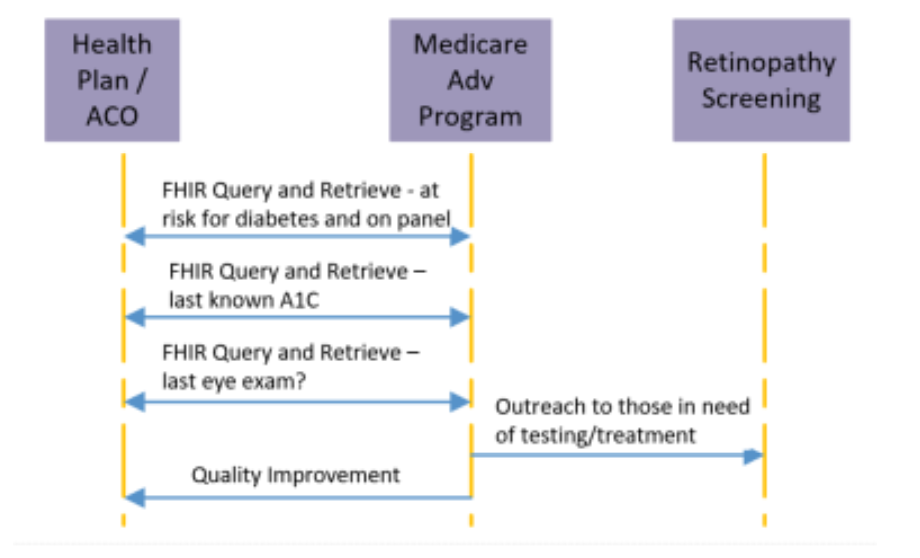 Health
Plan /
ACO
Medicare
Adv
Program
Retinopathy
Screening
FHIR Query and Retrieve - at
risk for diabetes and on panel
FHIR Query and Retrieve –
last known A1C
FHIR Query and Retrieve –
last eye exam?
Outreach to those in need
of testing/treatment
Quality Improvement